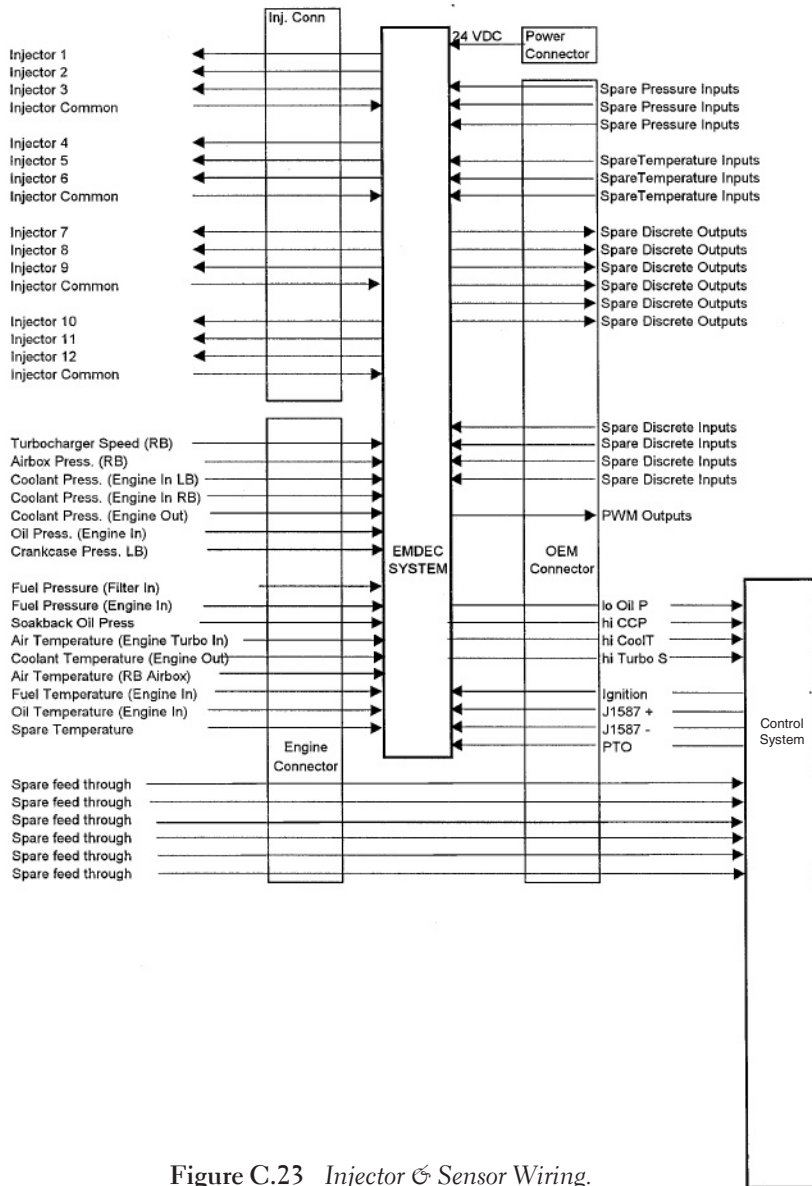 Inj. Conn
24 VDC
Power
Connector
Injector 1
Injector 2
Injector 3
Injector Common
Injector 4
Injector 5
Injector 6
Injector Common
Injector 7
Injector 8
Injector 9
Injector Common
Injector 10
Injector 11
Injector 12
Injector Common
Spare Pressure Inputs
Spare Pressure Inputs
Spare Pressure Inputs
SpareTemperature Inputs
SpareTemperature Inputs
SpareTemperature Inputs
Spare Discrete Outputs
Spare Discrete Outputs
Spare Discrete Outputs
Spare Discrete Outputs
Spare Discrete Outputs
Spare Discrete Outputs
Spare Discrete Inputs
Spare Discrete Inputs
Spare Discrete Inputs
Spare Discrete Inputs
PWM Outputs
Turbocharger Speed (RB)
Airbox Press. (RB)
Coolant Press. (Engine In LB)
Coolant Press. (Engine In RB)
Coolant Press. (Engine Out)
Oil Press. (Engine In)
Crankcase Press. LB)
Fuel Pressure (Filter In)
Fuel Pressure (Engine In)
Soakback Oil Press
Air Temperature (Engine Turbo In)
Coolant Temperature (Engine Out)
Air Temperature (RB Airbox)
Fuel Temperature (Engine In)
Oil Temperature (Engine In)
Spare Temperature
EMDEC
SYSTEM
OEM
Connector
lo Oil P
hi CCP
hi CoolT
hi Turbo S
Ignition
J1587 +
J1587 -
PTO
Control
System
Engine
Connector
Spare feed through
Spare feed through
Spare feed through
Spare feed through
Spare feed through
Spare feed through
Figure C.23 Injector & Sensor Wiring.